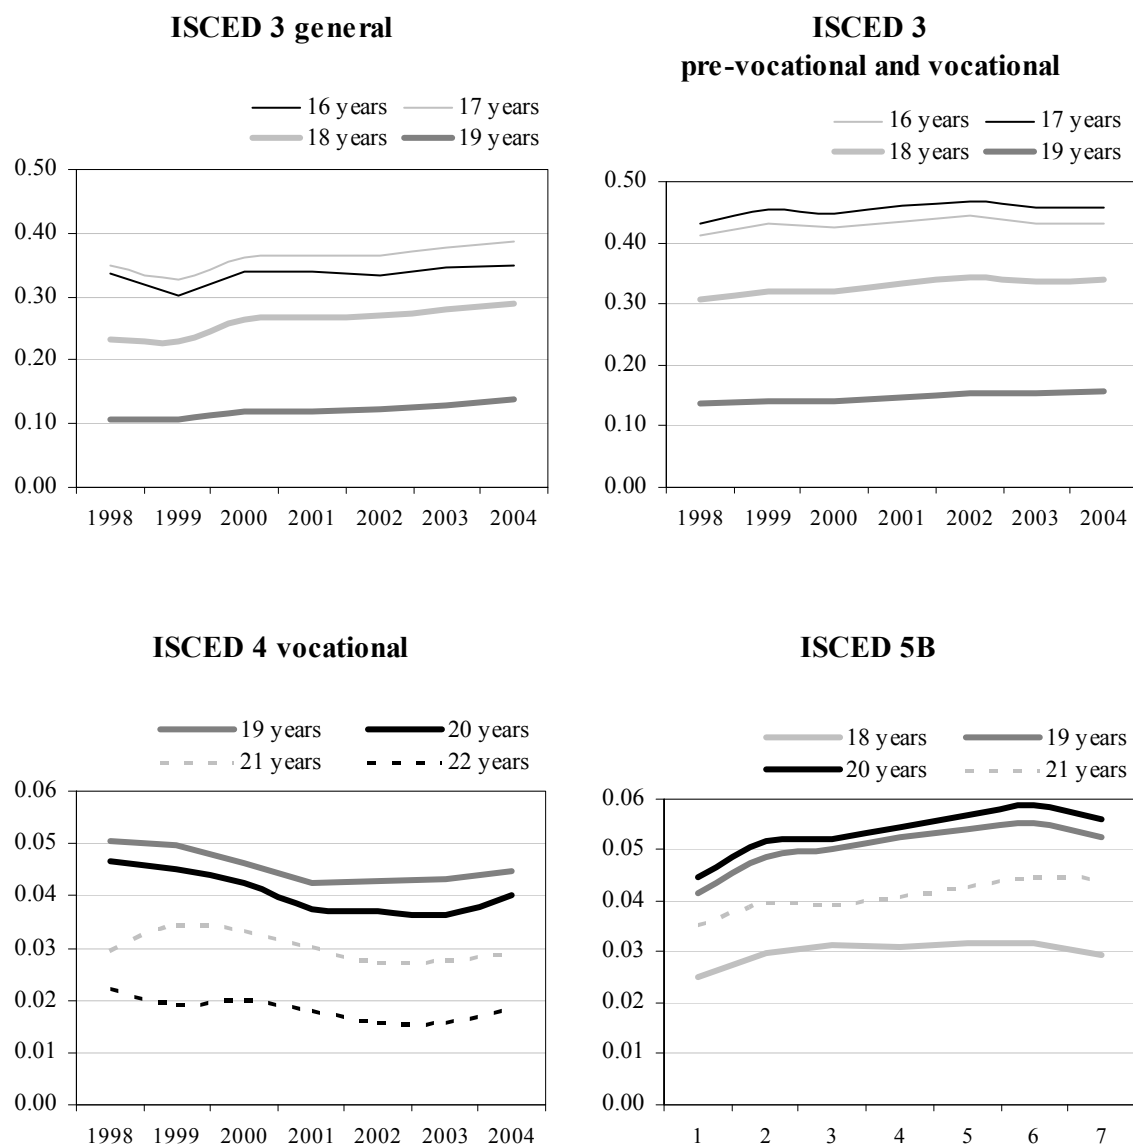 ISCED 3 general
16 years 17 years
18 years 19 years
0.50
0.40
0.30
0.20
0.10
0.00
1998 1999 2000 2001 2002 2003 2004
ISCED 3
pre-vocational and vocational
16 years 17 years
18 years 19 years
0.50
0.40
0.30
0.20
0.10
0.00
1998 1999 2000 2001 2002 2003 2004
ISCED 4 vocational
19 years 20 years
21 years 22 years
0.06
0.05
0.04
0.03
0.02
0.01
0.00
1998 1999 2000 2001 2002 2003 2004
ISCED 5B
18 years 19 years
20 years 21 years
0.06
0.05
0.04
0.03
0.02
0.01
0.00
1 2 3 4 5 6 7